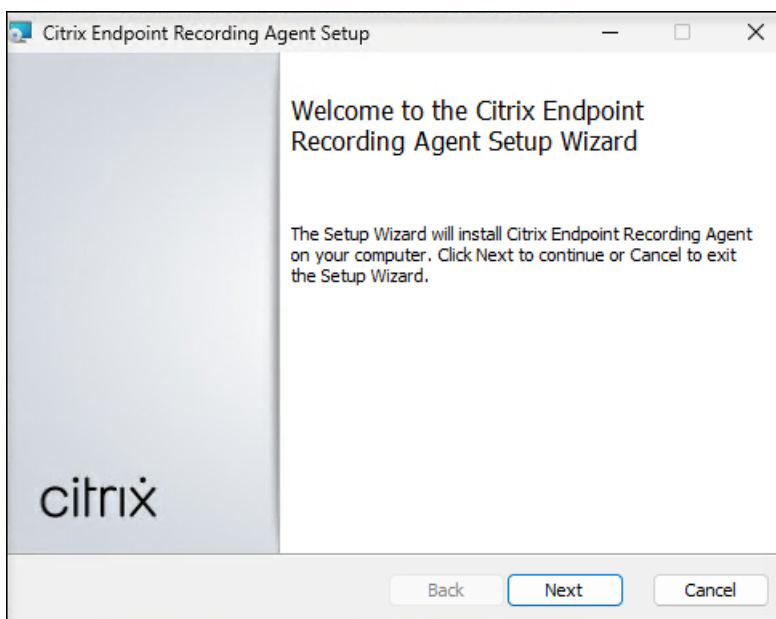 Citrix Endpoint Recording Agent Setup
Welcome to the Citrix Endpoint
Recording Agent Setup Wizard
The Setup Wizard will install Citrix Endpoint Recording Agent
on your computer. Click Next to continue or Cancel to exit
the Setup Wizard.
citrix
Back
Next
Cancel